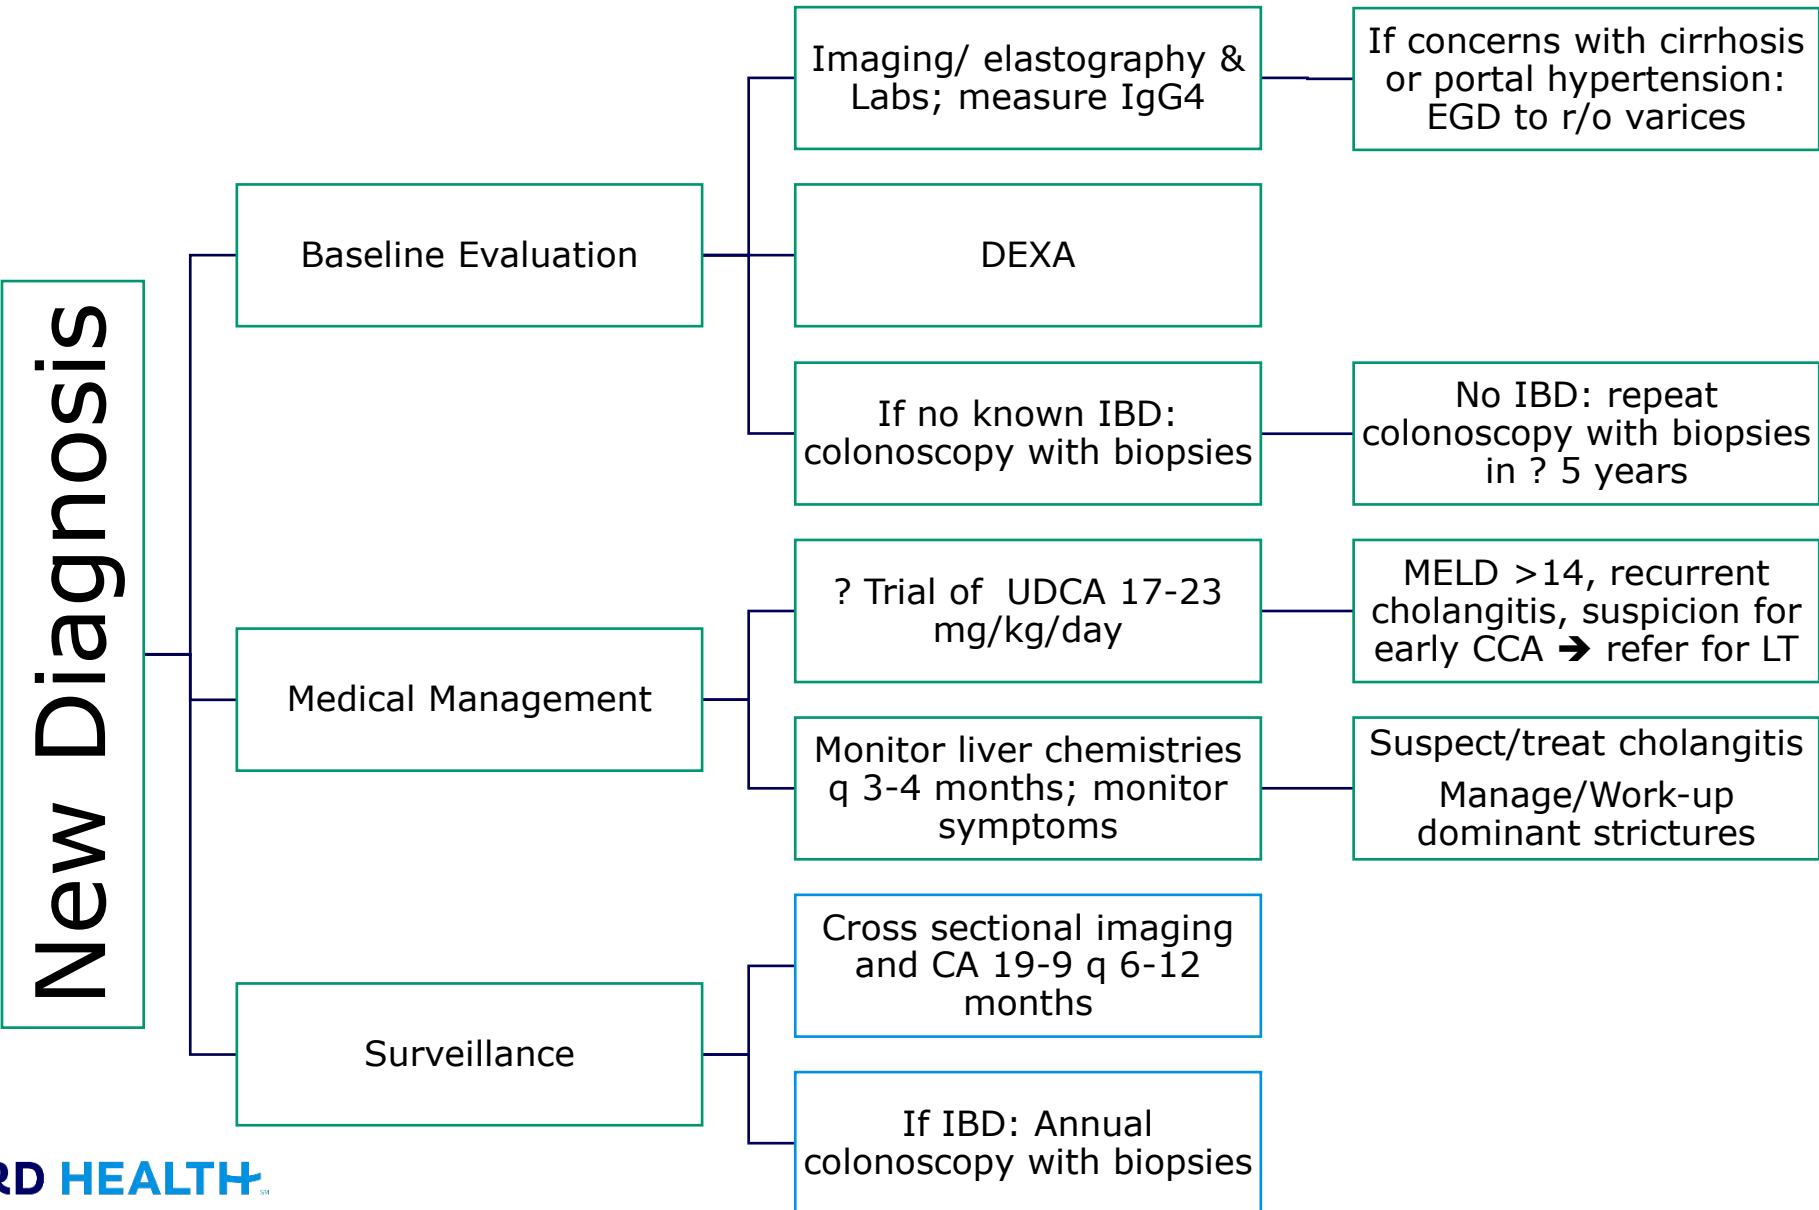 New Diagnosis
Baseline Evaluation
Imaging/ elastography &
Labs; measure IgG4
If concerns with cirrhosis
or portal hypertension:
EGD to r/o varices
DEXA
If no known IBD:
colonoscopy with biopsies
No IBD: repeat
colonoscopy with biopsies
in ? 5 years
Medical Management
? Trial of  UDCA 17-23
mg/kg/day
MELD >14, recurrent
cholangitis, suspicion for
early CCA ➔ refer for LT
Monitor liver chemistries
q 3-4 months; monitor
symptoms
Suspect/treat cholangitis
Manage/Work-up
dominant strictures
Surveillance
Cross sectional imaging
and CA 19-9 q 6-12
months
If IBD: Annual
colonoscopy with biopsies
RD HEALTH SM